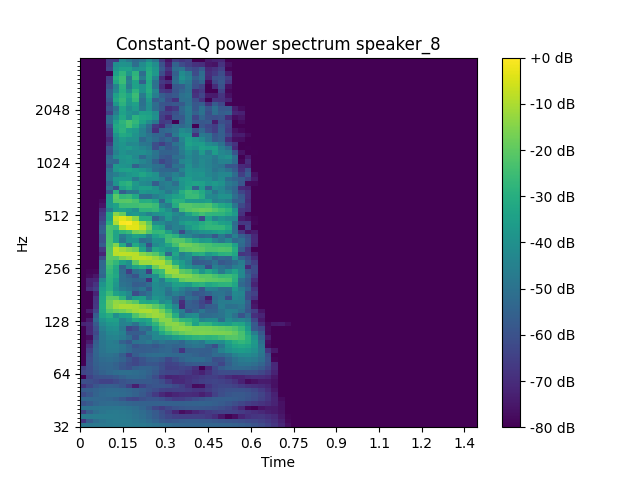 Constant-Q power spectrum speaker_8
Hz
2048
1024
512
256
128
64
32
0 0.15 0.3 0.45 0.6 0.75 0.9 1.1 1.2 1.4
Time
+0 dB
-10 dB
-20 dB
-30 dB
-40 dB
-50 dB
-60 dB
-70 dB
-80 dB